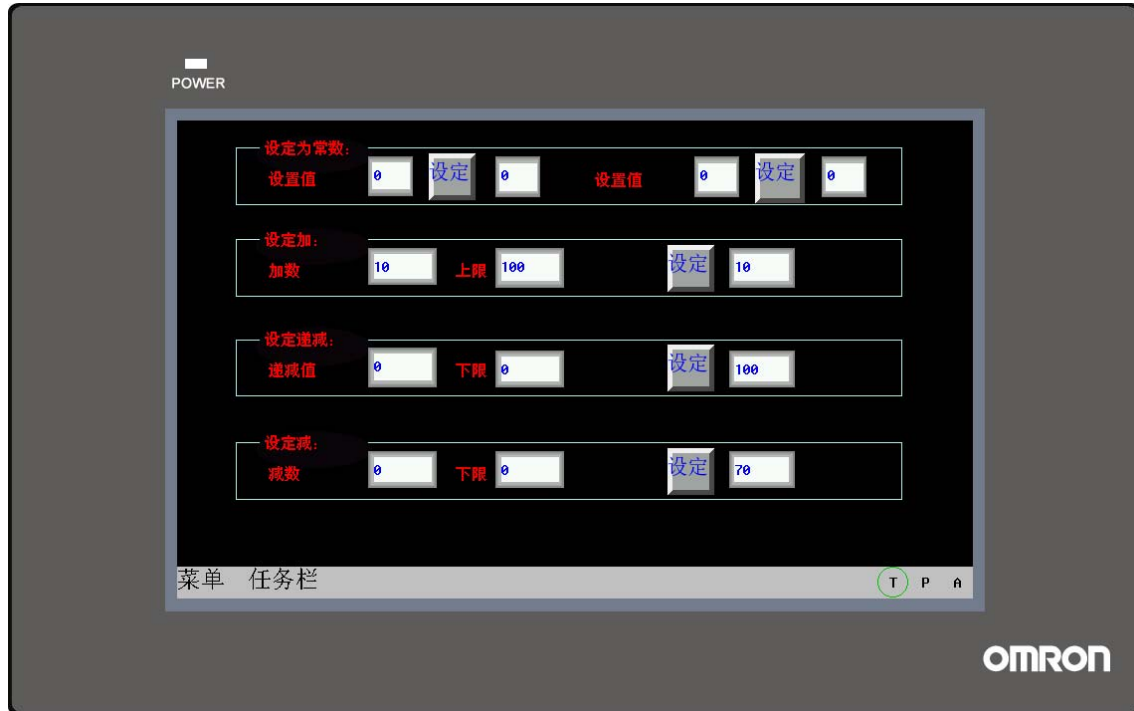 POWER
设定为常数:
设置值 0 设定 0 设置值 0 设定 0
设定加:
加数 10 上限 100 设定 10
设定递减:
递减值 0 下限 0 设定 100
设定减:
减数 0 下限 0 设定 70
菜单 任务栏 T P A
OMRON